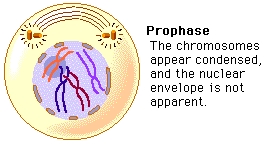 Prophase
The chromosomes
appear condensed,
and the nuclear
envelope is not
apparent.